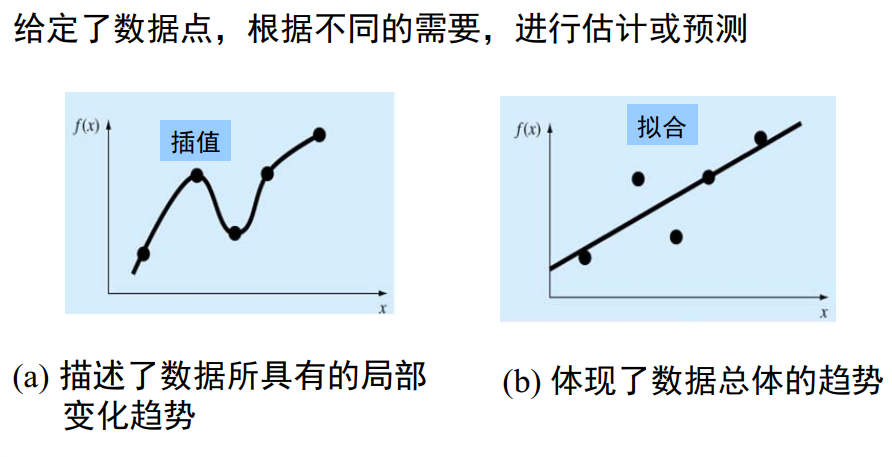 给定了数据点，根据不同的需要，进行估计或预测
f(x)
插值
x
(a) 描述了数据所具有的局部
变化趋势
f(x)
拟合
x
(b) 体现了数据总体的趋势